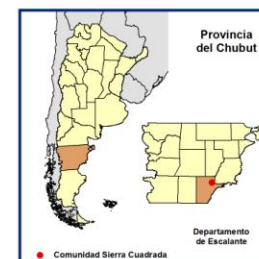 Provincia
del Chubut
Departamento
de Escalante
Comunidad Sierra Cuadrada